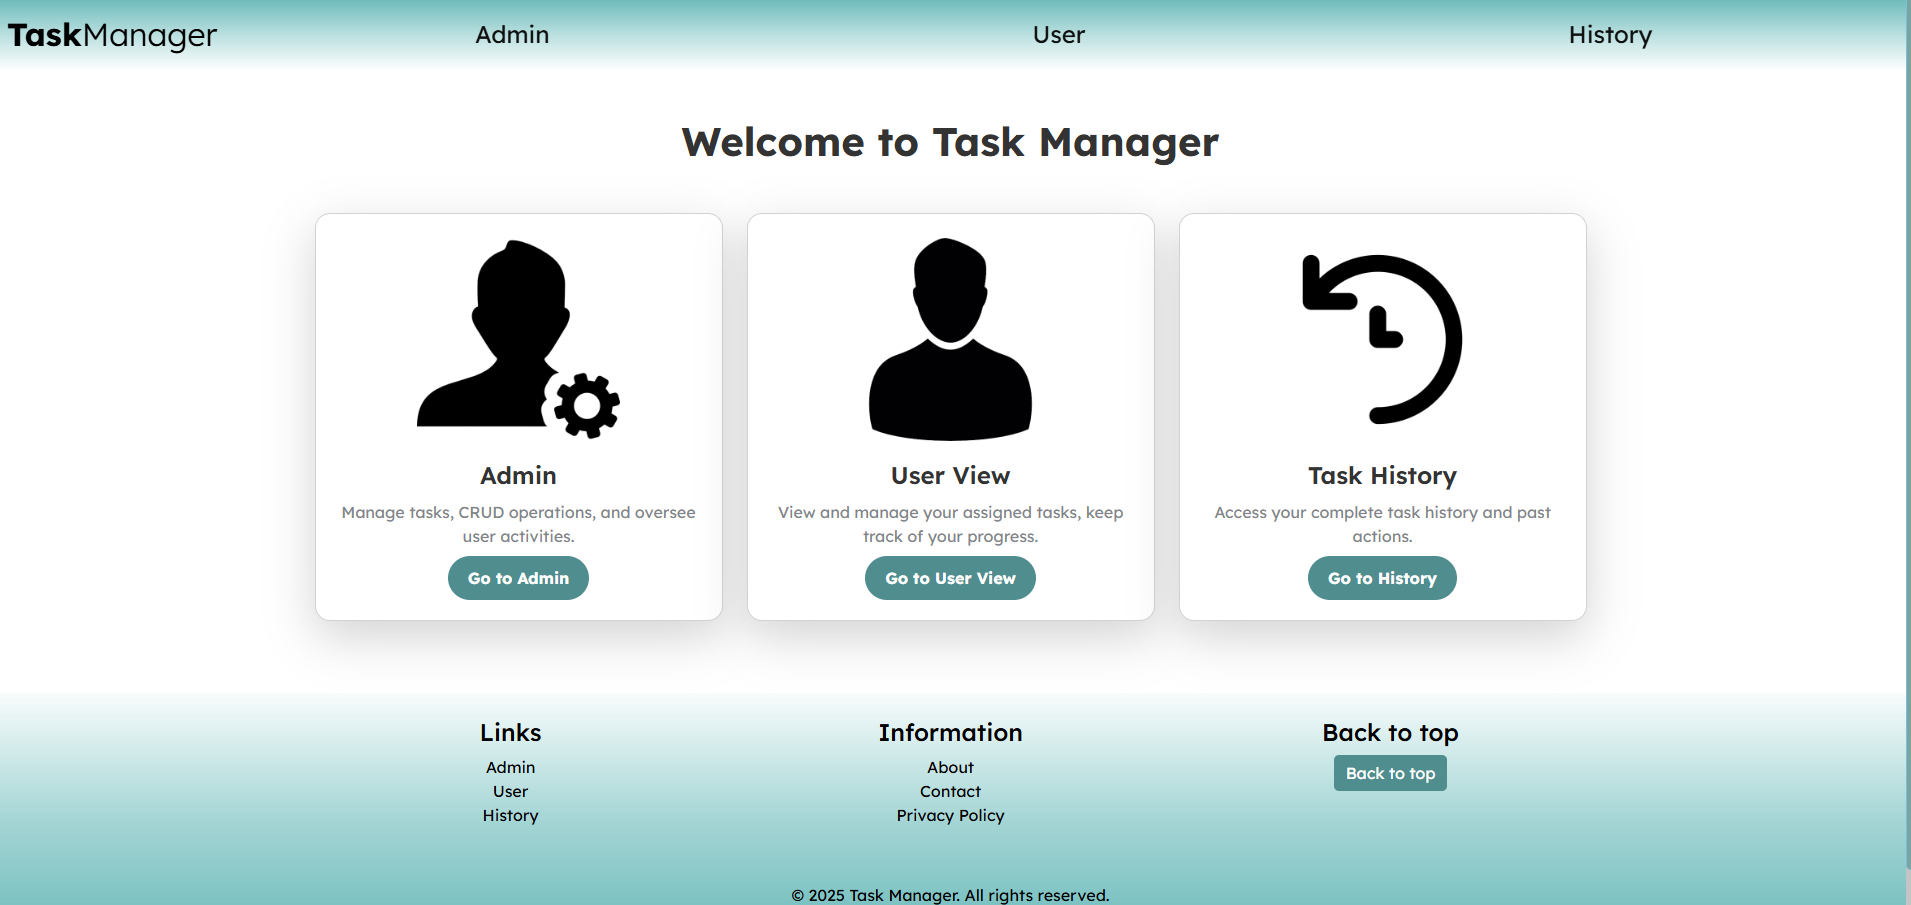 TaskManager Admin User History
Welcome to Task Manager
Admin
Manage tasks, CRUD operations, and oversee
user activities.
Go to Admin
User View
View and manage your assigned tasks, keep
track of your progress.
Go to User View
Task History
Access your complete task history and past
actions.
Go to History
Links
Admin
User
History
Information
About
Contact
Privacy Policy
Back to top
Back to top
© 2025 Task Manager. All rights reserved.